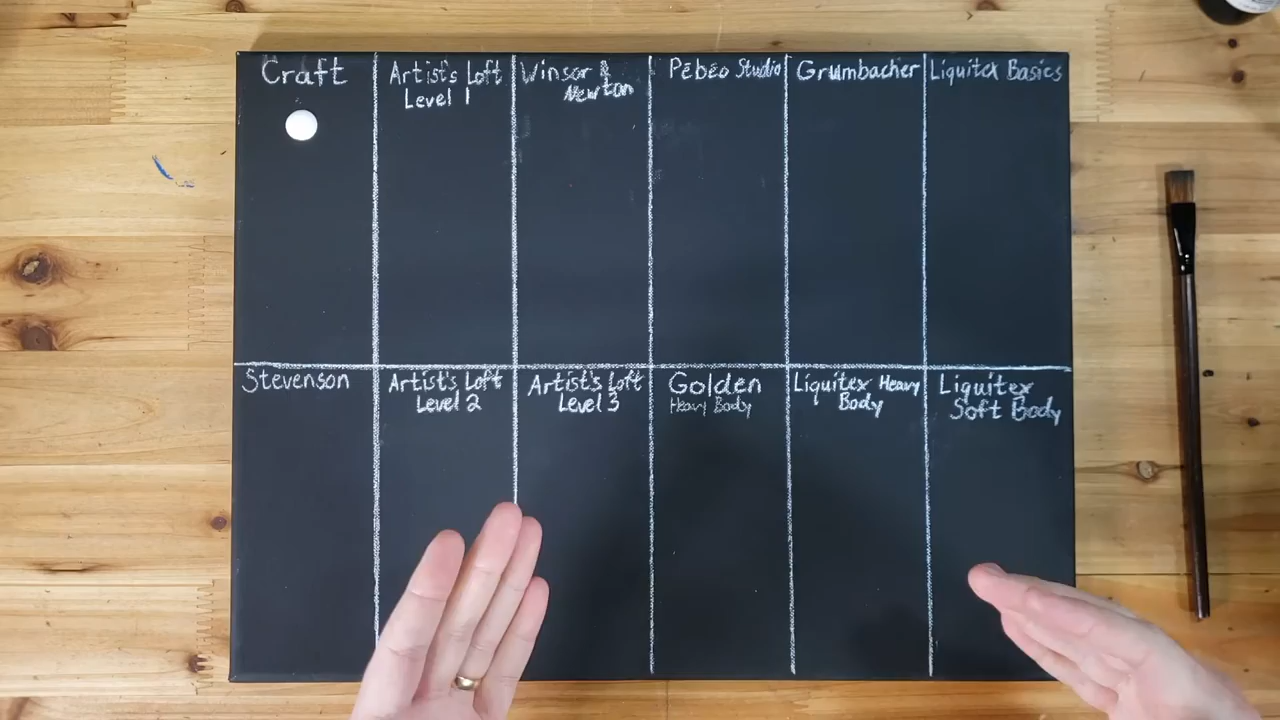 Craft
Artist's Loft
Level 1
Winsor &
Newton
Pēbēo Studio
Grumbacher
Liquitex Basics
Stevenson
Artist's Loft
Level 2
Artist's Loft
Level 3
Golden
Heavy Body
Liquitex Heavy
Body
Liquitex
Soft Body